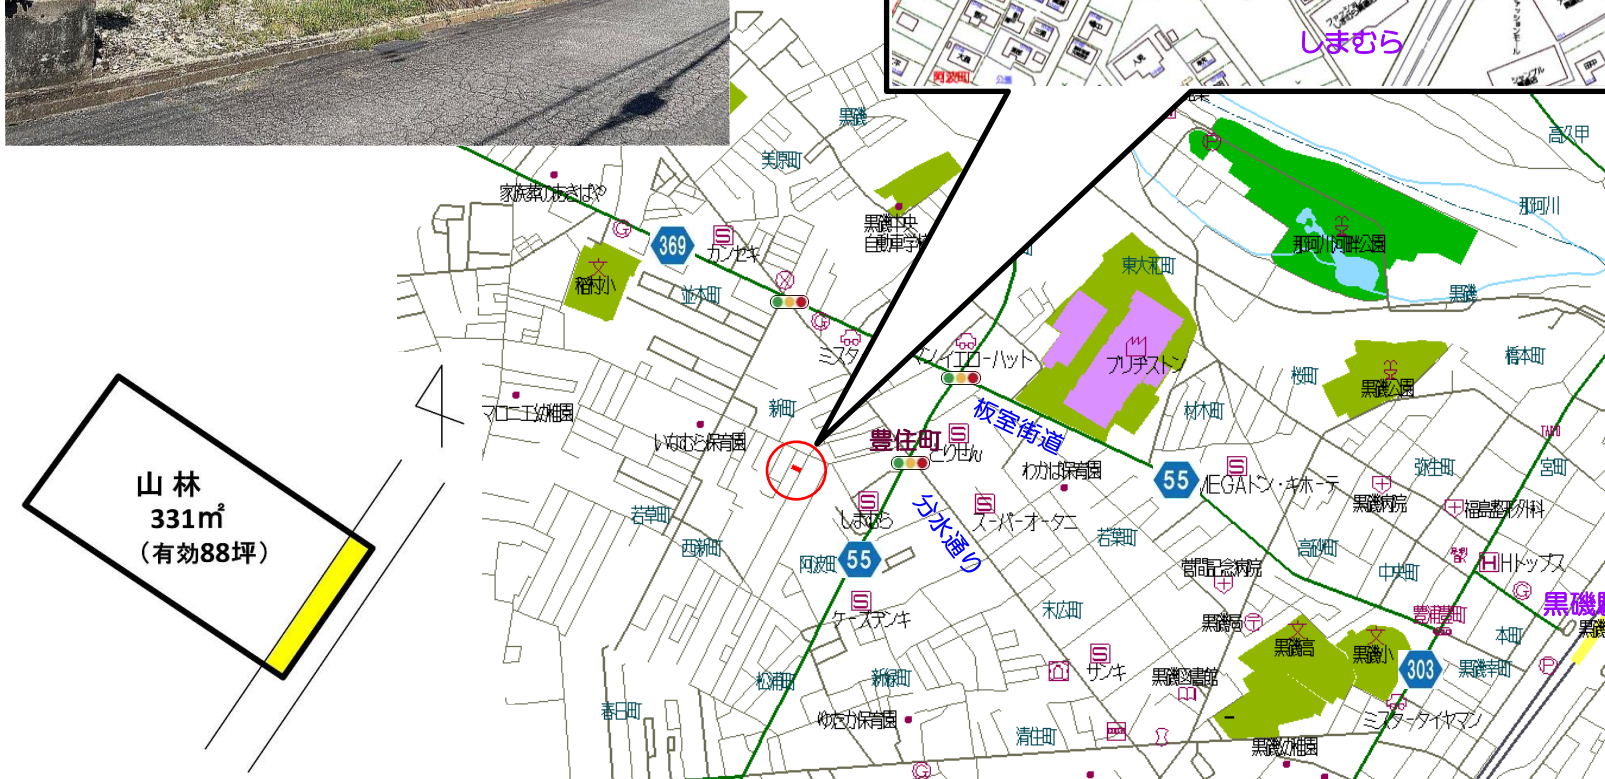 しまむら
阿波町
公園
黒磯
美原町
高久甲
家族葬のあきばや
那珂川
黒磯中央
自動車学校
369
カンセキ
東大和町
那珂川河畔公園
稲村小
並木町
黒磯
ミスタ
イエローハット
ブリヂストン
橋本町
桜町
黒磯公園
マロニエ幼稚園
新町
板室街道
材木町
いなむら保育園
豊住町
とりせん
わかば保育園
55
MEGAドン・キホーテ
弥生町
宮町
山林
331㎡
（有効88坪）
黒磯病院
福島整形外科
若草町
しまむら
分水通り
スーパーオータニ
若葉町
西新町
阿波町
55
高砂町
中央町
Hトップス
菅間記念病院
ケーズデンキ
末広町
黒磯局
豊浦豊町
黒磯駅
本町
黒磯高
黒磯小
303
黒磯幸町
松浦町
新緑町
サンキ
黒磯図書館
春日町
ゆたか保育園
清住町
ミスタータイヤマン
黒磯幼稚園